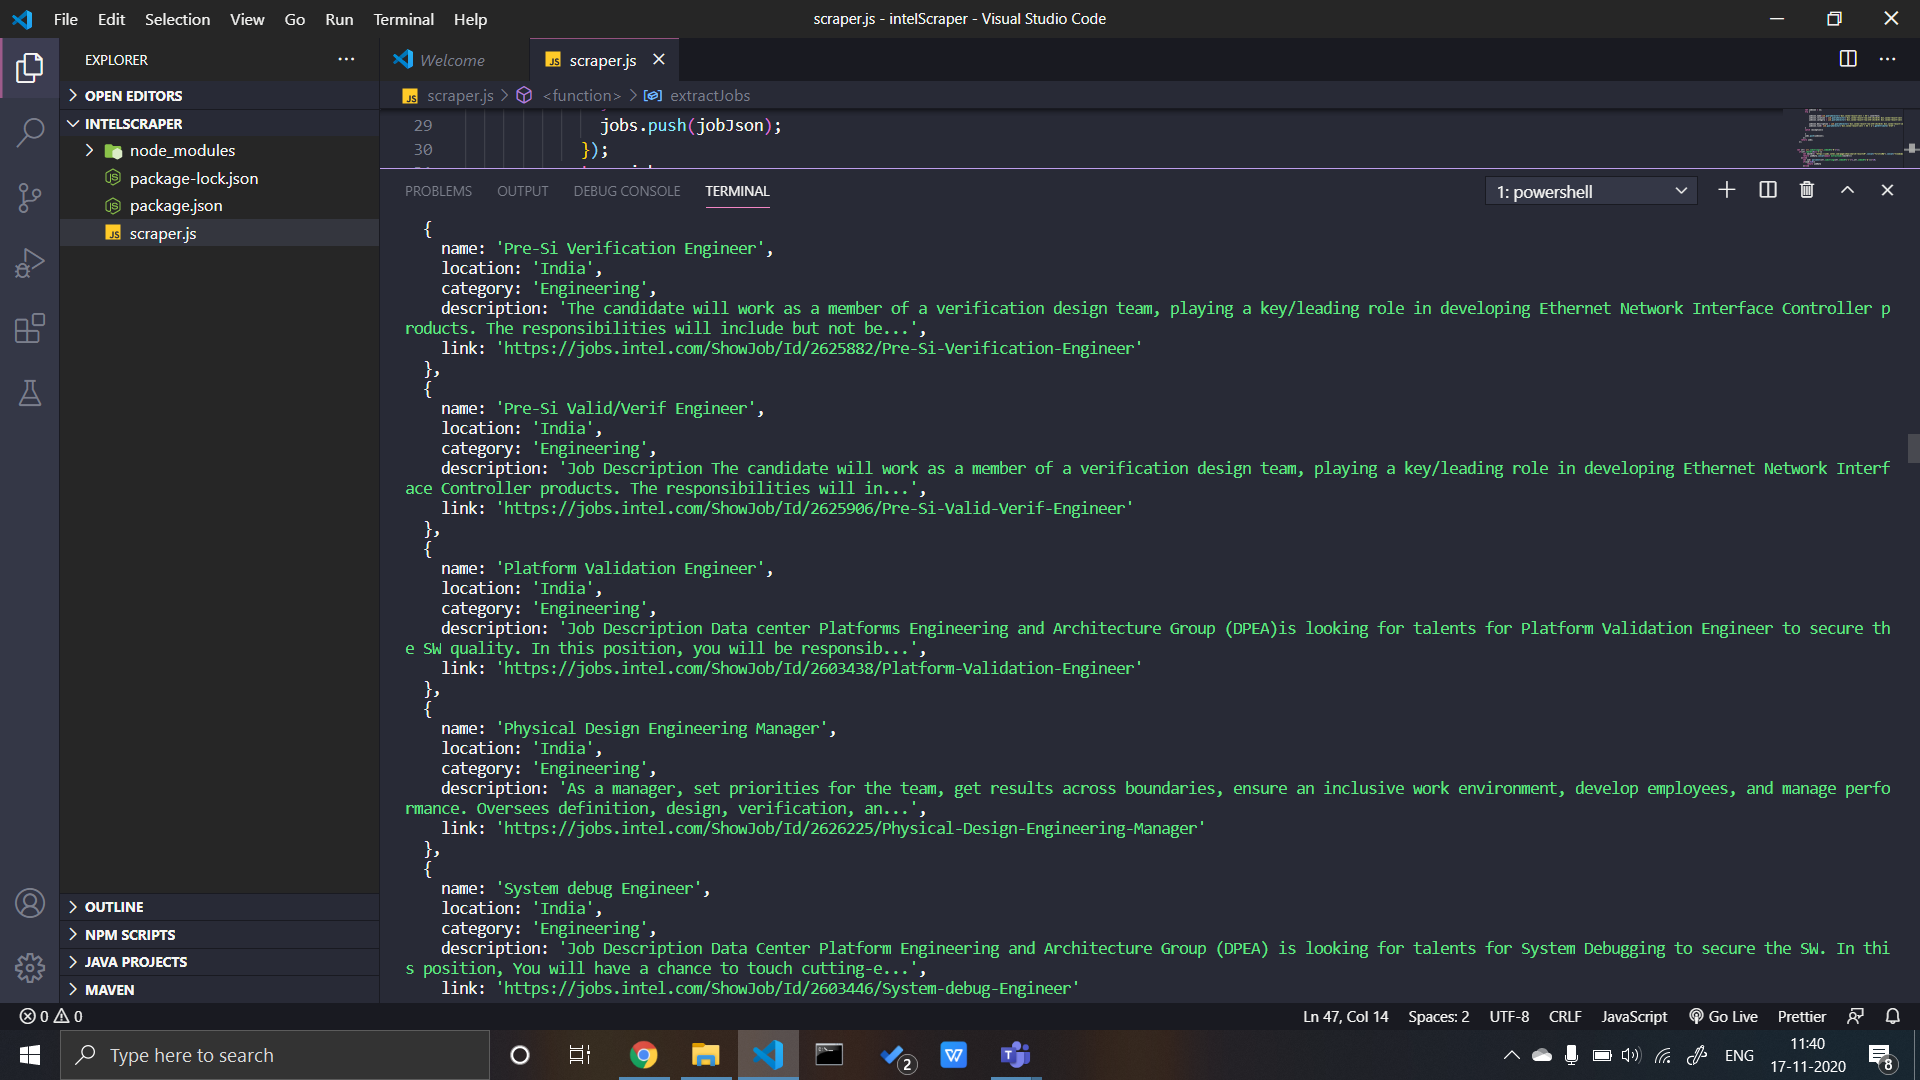 File Edit Selection View Go Run Terminal Help
scraper.js - intelScraper - Visual Studio Code
EXPLORER
OPEN EDITORS
INTELSCRAPER
node_modules
package-lock.json
package.json
scraper.js
OUTLINE
NPM SCRIPTS
JAVA PROJECTS
MAVEN
Welcome
scraper.js
scraper.js > <function> > extractJobs
29 jobs.push(jobJson);
30 });
PROBLEMS OUTPUT DEBUG CONSOLE TERMINAL
1: powershell
{
name: 'Pre-Si Verification Engineer',
location: 'India',
category: 'Engineering',
description: 'The candidate will work as a member of a verification design team, playing a key/leading role in developing Ethernet Network Interface Controller p
roducts. The responsibilities will include but not be...',
link: 'https://jobs.intel.com/ShowJob/Id/2625882/Pre-Si-Verification-Engineer'
},
{
name: 'Pre-Si Valid/Verif Engineer',
location: 'India',
category: 'Engineering',
description: 'Job Description The candidate will work as a member of a verification design team, playing a key/leading role in developing Ethernet Network Interf
ace Controller products. The responsibilities will in...',
link: 'https://jobs.intel.com/ShowJob/Id/2625906/Pre-Si-Valid-Verif-Engineer'
},
{
name: 'Platform Validation Engineer',
location: 'India',
category: 'Engineering',
description: 'Job Description Data center Platforms Engineering and Architecture Group (DPEA)is looking for talents for Platform Validation Engineer to secure th
e SW quality. In this position, you will be responsib...',
link: 'https://jobs.intel.com/ShowJob/Id/2603438/Platform-Validation-Engineer'
},
{
name: 'Physical Design Engineering Manager',
location: 'India',
category: 'Engineering',
description: 'As a manager, set priorities for the team, get results across boundaries, ensure an inclusive work environment, develop employees, and manage perfo
rmance. Oversees definition, design, verification, an...',
link: 'https://jobs.intel.com/ShowJob/Id/2626225/Physical-Design-Engineering-Manager'
},
{
name: 'System debug Engineer',
location: 'India',
category: 'Engineering',
description: 'Job Description Data Center Platform Engineering and Architecture Group (DPEA) is looking for talents for System Debugging to secure the SW. In thi
s position, You will have a chance to touch cutting-e...',
link: 'https://jobs.intel.com/ShowJob/Id/2603446/System-debug-Engineer'
0 0
Ln 47, Col 14 Spaces: 2 UTF-8 CRLF JavaScript Go Live Prettier
Type here to search
2
ENG
11:40
17-11-2020
8